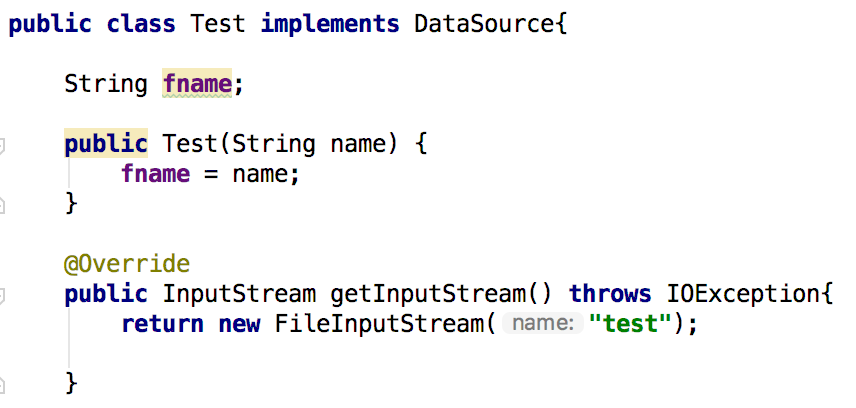 public class Test implements DataSource{
String fname;
public Test(String name) {
fname = name;
}
@Override
public InputStream getInputStream() throws IOException{
return new FileInputStream( name: "test");
}